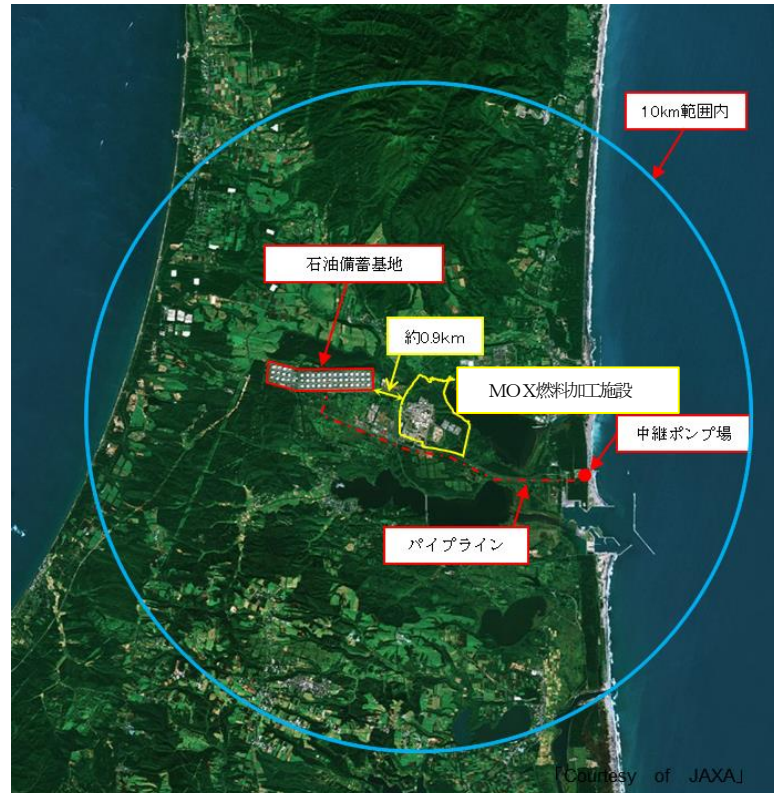 10km範囲内
石油備蓄基地
約0.9km
MOX燃料加工施設
中継ポンプ場
パイプライン
「Courtesy of JAXA」